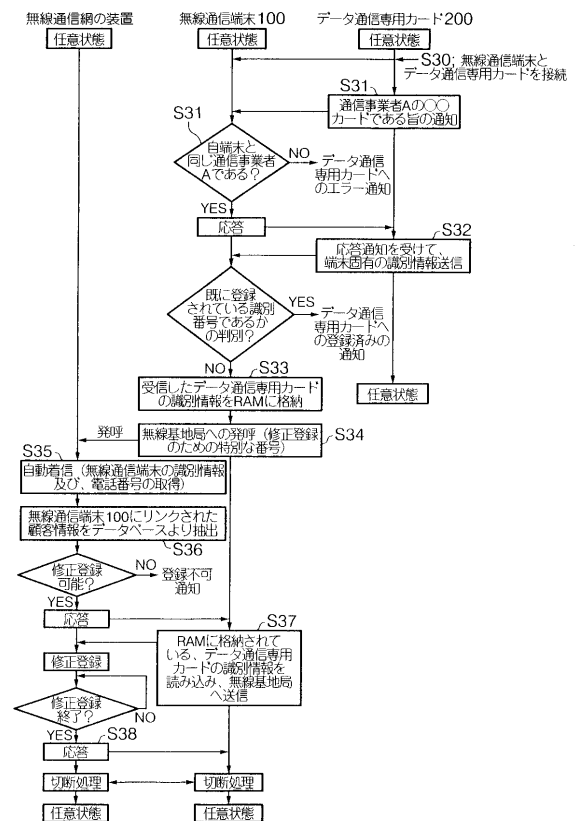 無線通信網の装置
無線通信端末100
データ通信専用カード200
任意状態
任意状態
任意状態
S30; 無線通信端末と
データ通信専用カードを接続
S31
通信事業者Aの○○
カードである旨の通知
S31
自端末と
同じ通信事業者
Aである?
NO
データ通信
専用カードへ
のエラー通知
YES
応答
S32
応答通知を受けて、
端末固有の識別情報送信
既に登録
されている識別
番号であるか
の判別?
YES
データ通信
専用カードへ
の登録済みの
通知
NO
任意状態
S33
受信したデータ通信専用カード
の識別情報をRAMに格納
発呼
無線基地局への発呼(修正登録
のための特別な番号)
S34
S35
自動着信(無線通信端末の識別情報
及び、電話番号の取得)
無線通信端末100にリンクされた
顧客情報をデータベースより抽出
S36
修正登録
可能?
NO
登録不可
通知
YES
応答
S37
RAMに格納されて
いる、データ通信専用
カードの識別情報を
読み込み、無線基地局
へ送信
修正登録
修正登録
終了?
NO
YES
S38
応答
切断処理
切断処理
任意状態
任意状態